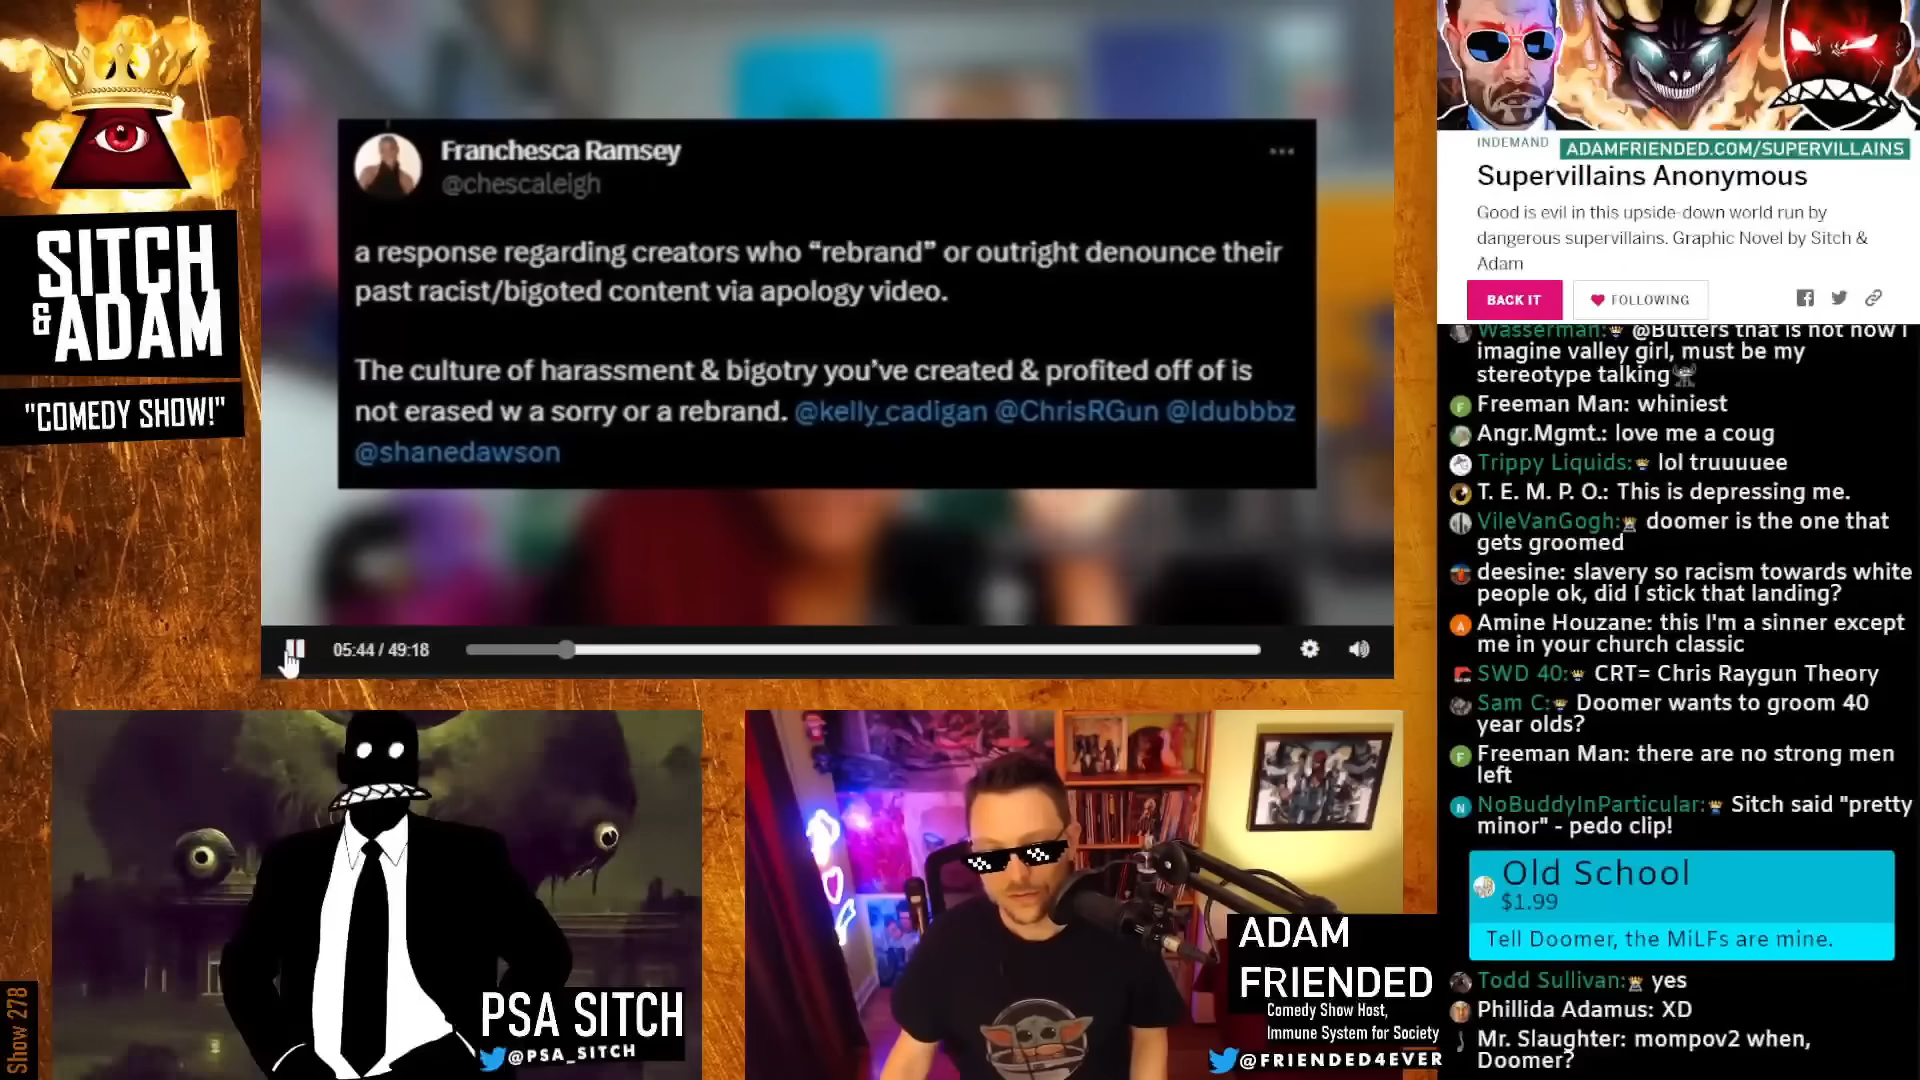 SITCH
& ADAM
"COMEDY SHOW!"
Show 278
Franchesca Ramsey
@chescaleigh
a response regarding creators who “rebrand” or outright denounce their
past racist/bigoted content via apology video.
The culture of harassment & bigotry you’ve created & profited off of is
not erased w a sorry or a rebrand. @kelly_cadigan @ChrisRGun @Idubbbz
@shanedawson
05:44 / 49:18
PSA SITCH
@PSA_SITCH
ADAM
FRIENDED
Comedy Show Host,
Immune System for Society
@FRIENDED4EVER
INDEMAND
ADAMFRIENDED.COM/SUPERVILLAINS
Supervillains Anonymous
Good is evil in this upside-down world run by
dangerous supervillains. Graphic Novel by Sitch &
Adam
BACK IT
FOLLOWING
Wasserman: @Butters that is not how I
imagine valley girl, must be my
stereotype talking
Freeman Man: whiniest
Angr.Mgmt.: love me a coug
Trippy Liquids: lol truuuuee
T. E. M. P. O.: This is depressing me.
VileVanGogh: doomer is the one that
gets groomed
deesine: slavery so racism towards white
people ok, did I stick that landing?
Amine Houzane: this I'm a sinner except
me in your church classic
SWD 40: CRT= Chris Raygun Theory
Sam C: Doomer wants to groom 40
year olds?
Freeman Man: there are no strong men
left
NoBuddyInParticular: Sitch said "pretty
minor" - pedo clip!
Old School
$1.99
Tell Doomer, the MiLFs are mine.
Todd Sullivan: yes
Phillida Adamus: XD
Mr. Slaughter: mompov2 when,
Doomer?